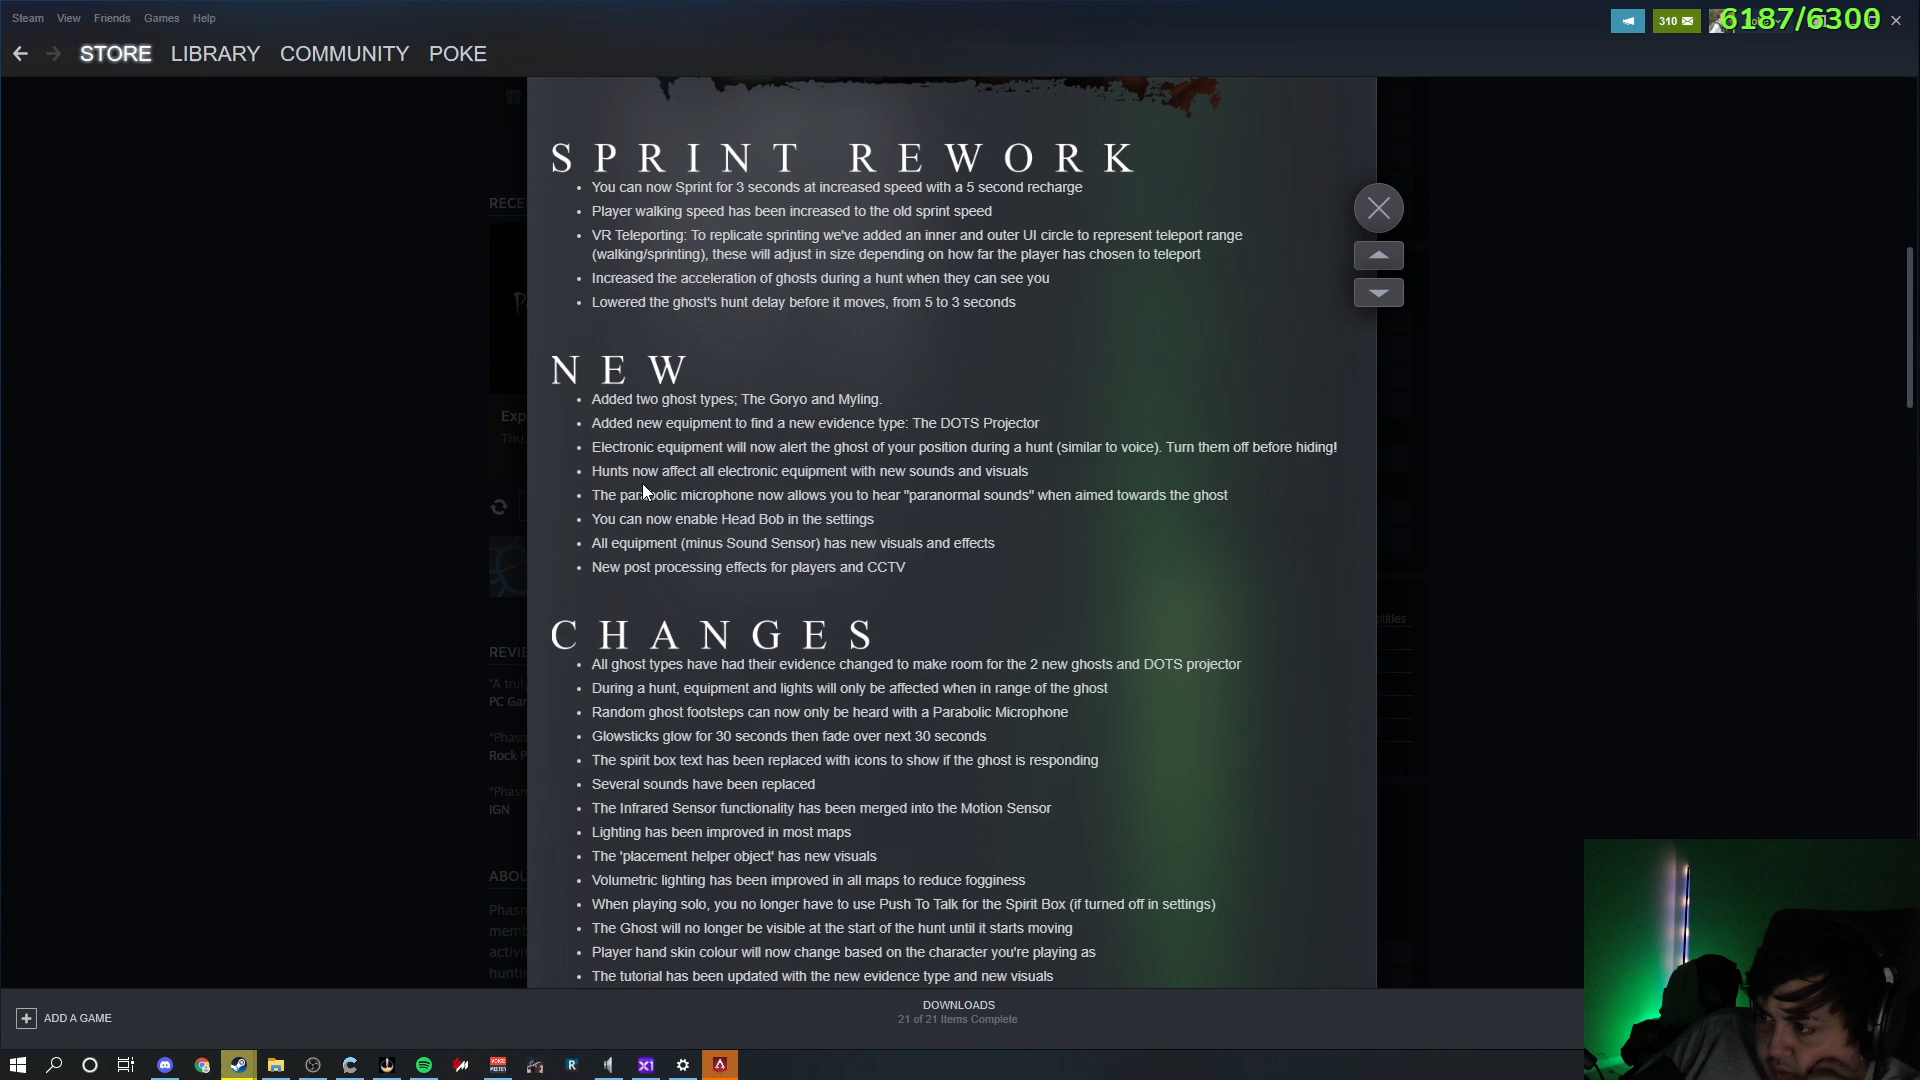 Steam View Friends Games Help
310
6187/6300
STORE LIBRARY COMMUNITY POKE
SPRINT REWORK
• You can now Sprint for 3 seconds at increased speed with a 5 second recharge
• Player walking speed has been increased to the old sprint speed
• VR Teleporting: To replicate sprinting we've added an inner and outer UI circle to represent teleport range
(walking/sprinting), these will adjust in size depending on how far the player has chosen to teleport
• Increased the acceleration of ghosts during a hunt when they can see you
• Lowered the ghost's hunt delay before it moves, from 5 to 3 seconds
NEW
• Added two ghost types; The Goryo and Myling.
• Added new equipment to find a new evidence type: The DOTS Projector
• Electronic equipment will now alert the ghost of your position during a hunt (similar to voice). Turn them off before hiding!
• Hunts now affect all electronic equipment with new sounds and visuals
• The parabolic microphone now allows you to hear "paranormal sounds" when aimed towards the ghost
• You can now enable Head Bob in the settings
• All equipment (minus Sound Sensor) has new visuals and effects
• New post processing effects for players and CCTV
CHANGES
• All ghost types have had their evidence changed to make room for the 2 new ghosts and DOTS projector
• During a hunt, equipment and lights will only be affected when in range of the ghost
• Random ghost footsteps can now only be heard with a Parabolic Microphone
• Glowsticks glow for 30 seconds then fade over next 30 seconds
• The spirit box text has been replaced with icons to show if the ghost is responding
• Several sounds have been replaced
• The Infrared Sensor functionality has been merged into the Motion Sensor
• Lighting has been improved in most maps
• The 'placement helper object' has new visuals
• Volumetric lighting has been improved in all maps to reduce fogginess
• When playing solo, you no longer have to use Push To Talk for the Spirit Box (if turned off in settings)
• The Ghost will no longer be visible at the start of the hunt until it starts moving
• Player hand skin colour will now change based on the character you're playing as
• The tutorial has been updated with the new evidence type and new visuals
RECE
Exp
Thu
REVIE
"A truly
PC Gam
"Phasm
Rock P
"Phasm
IGN
ABOU
Phasm
memb
activi
huntin
ADD A GAME
DOWNLOADS
21 of 21 Items Complete